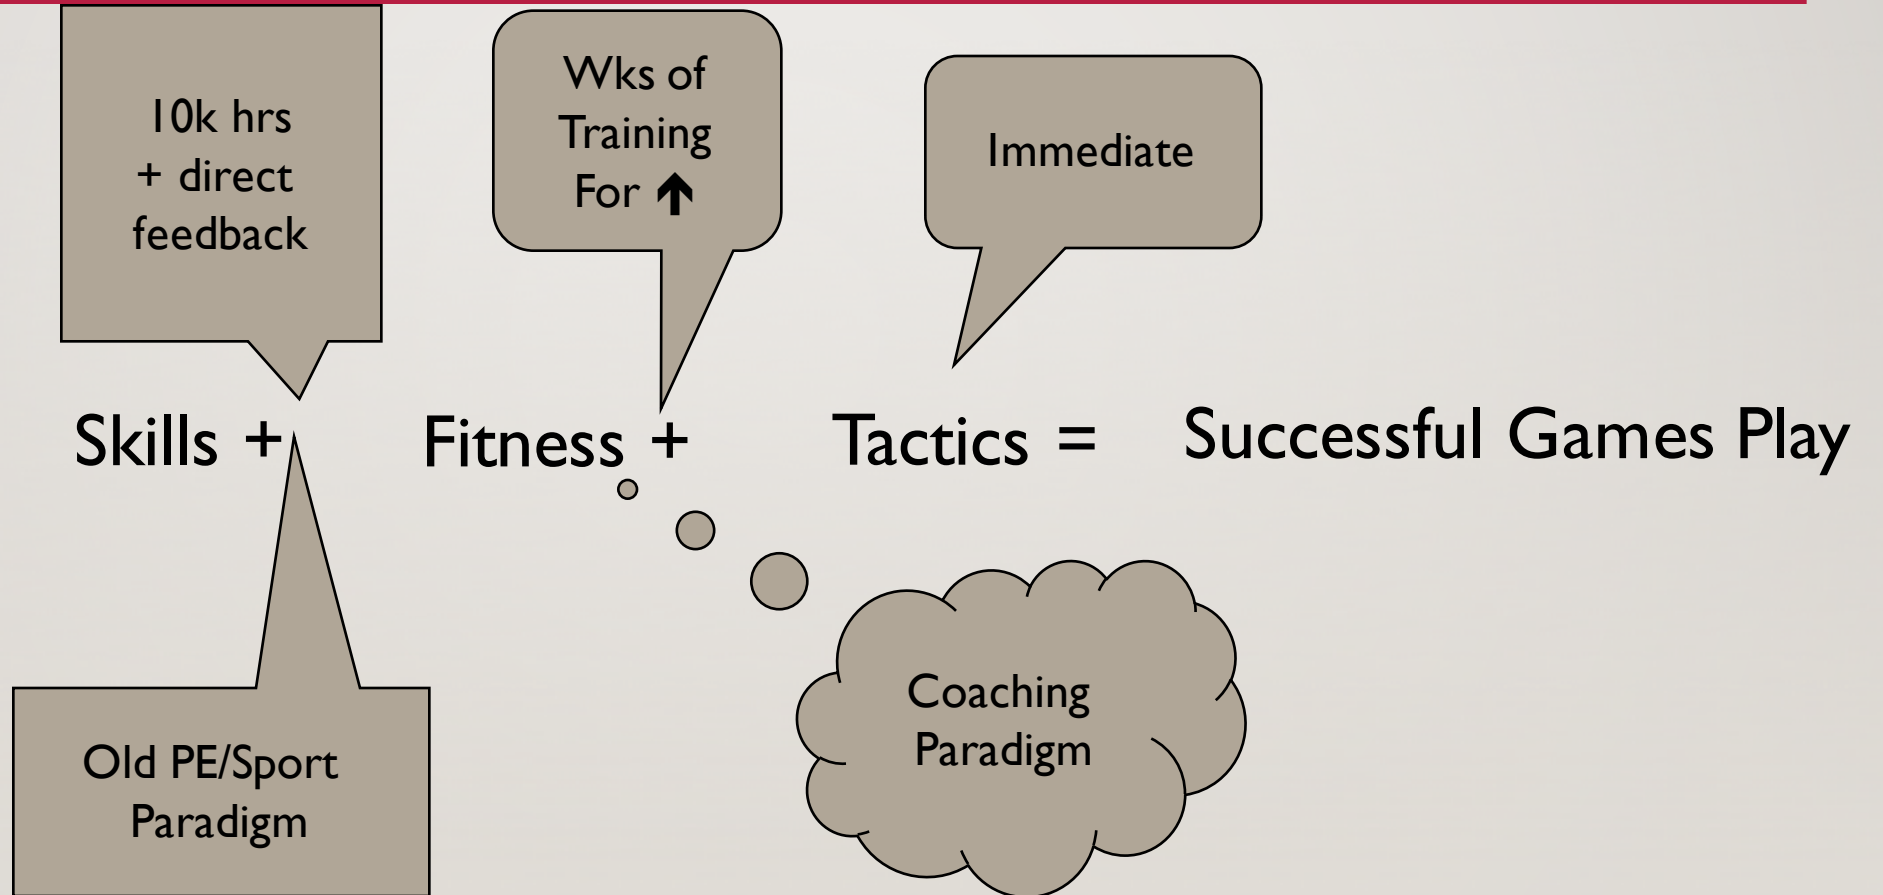 10k hrs
+ direct
feedback
Wks of
Training
For ↑
Immediate
Skills + Fitness + Tactics = Successful Games Play
Coaching
Paradigm
Old PE/Sport
Paradigm